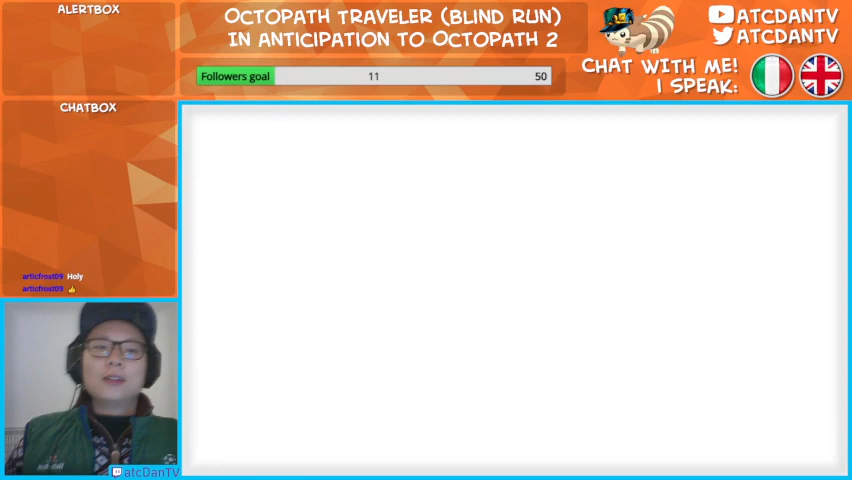 ALERTBOX
OCTOPATH TRAVELER (BLIND RUN)
IN ANTICIPATION TO OCTOPATH 2
ATCDANTV
ATCDANTV
CHAT WITH ME!
I SPEAK:
Followers goal 11 50
CHATBOX
articfrost09 Holy
articfrost09 👍
atcDanTV